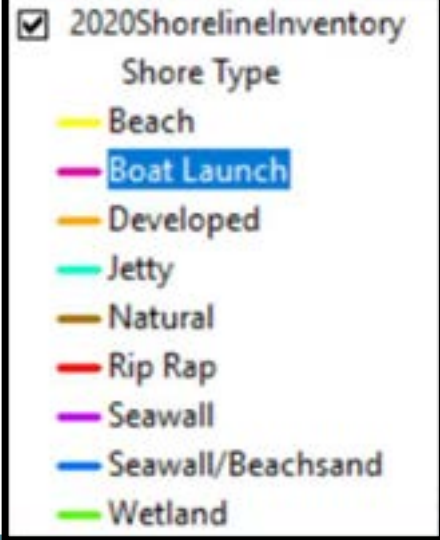 2020ShorelineInventory
Shore Type
Beach
Boat Launch
Developed
Jetty
Natural
Rip Rap
Seawall
Seawall/Beachsand
Wetland